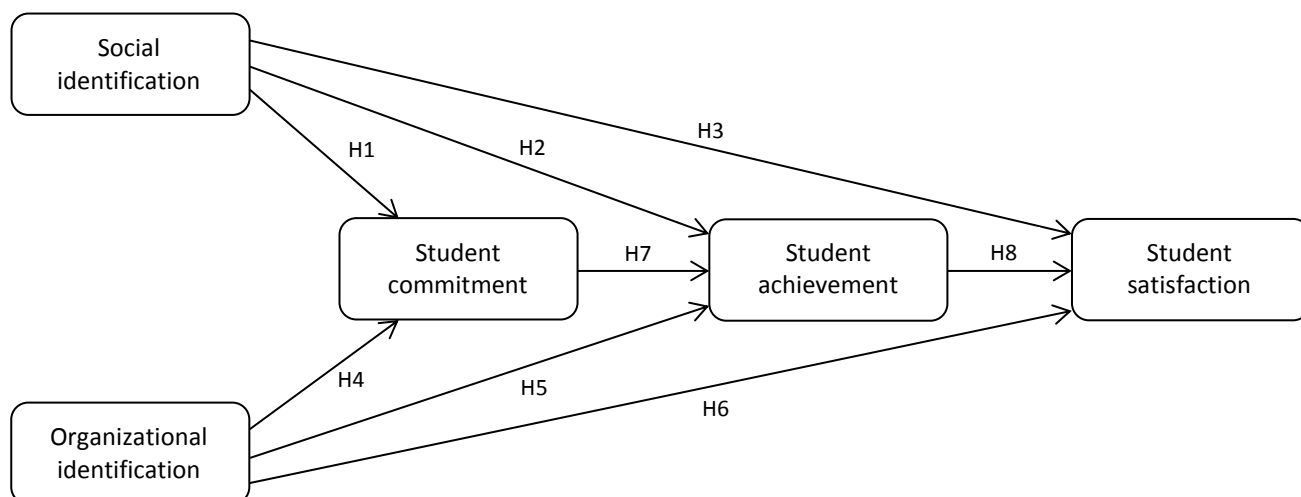 Social
identification
H3
H1
H2
Student
commitment
H7
Student
achievement
H8
Student
satisfaction
H4
H5
H6
Organizational
identification